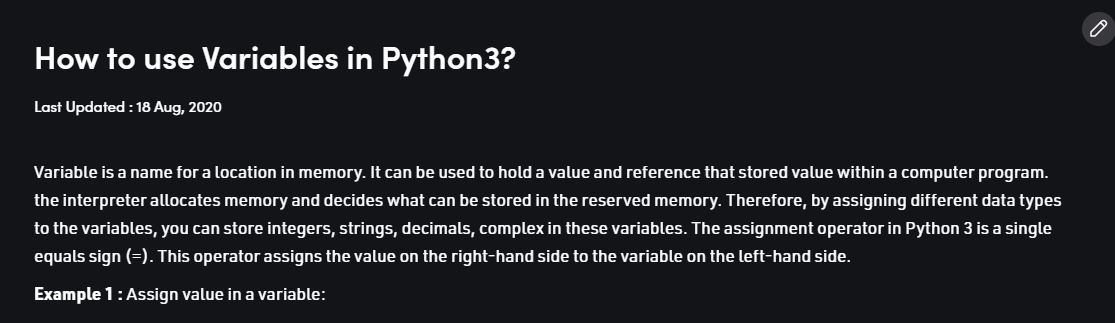 How to use Variables in Python3?
Last Updated : 18 Aug, 2020
Variable is a name for a location in memory. It can be used to hold a value and reference that stored value within a computer program.
the interpreter allocates memory and decides what can be stored in the reserved memory. Therefore, by assigning different data types
to the variables, you can store integers, strings, decimals, complex in these variables. The assignment operator in Python 3 is a single
equals sign (=). This operator assigns the value on the right-hand side to the variable on the left-hand side.
Example 1 : Assign value in a variable: